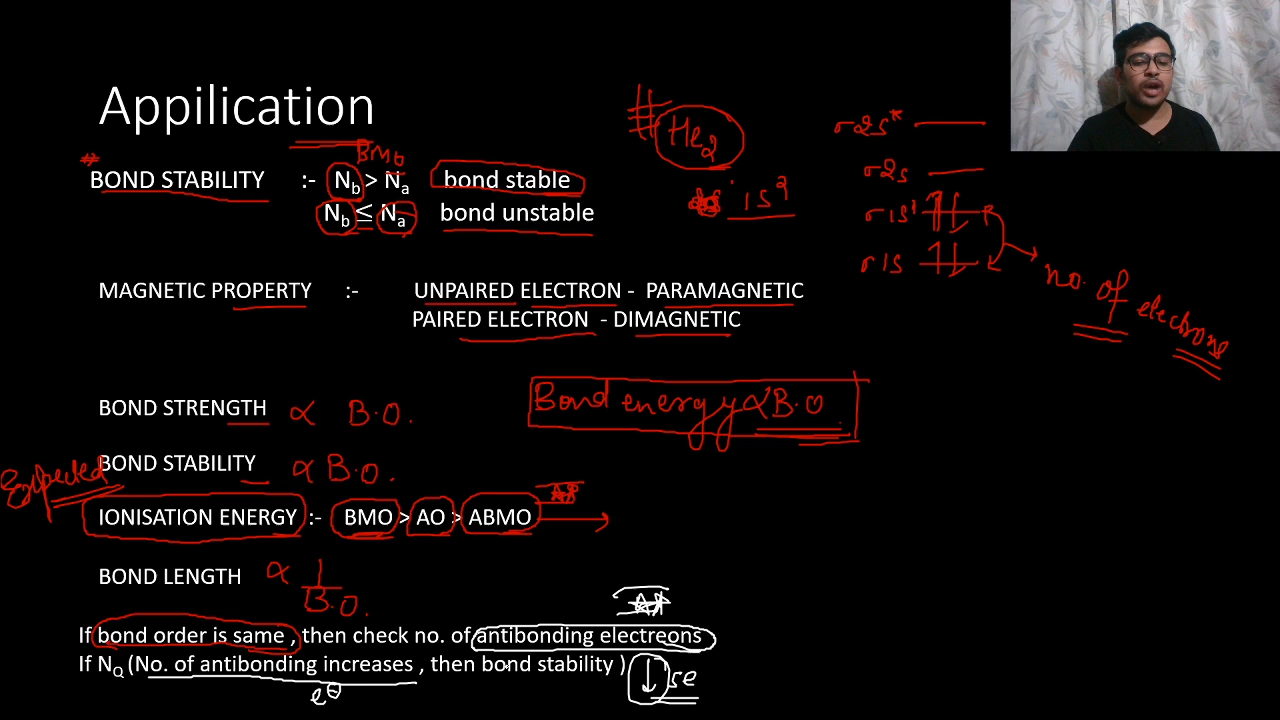 Appilication
BMO
BOND STABILITY :- Nb > Na bond stable
Nb ≤ Na bond unstable
# He2
1s²
σ2s*
σ2s
σ1s*
σ1s
no. of electrons
MAGNETIC PROPERTY :- UNPAIRED ELECTRON - PARAMAGNETIC
PAIRED ELECTRON - DIMAGNETIC
BOND STRENGTH ∝ B.O.
Bond energy ∝ B.O
BOND STABILITY ∝ B.O.
Expected
IONISATION ENERGY :- BMO > AO > ABMO
BOND LENGTH ∝ 1/B.O.
If bond order is same , then check no. of antibonding electreons
If NQ (No. of antibonding increases , then bond stability ) ↓se
e⊖